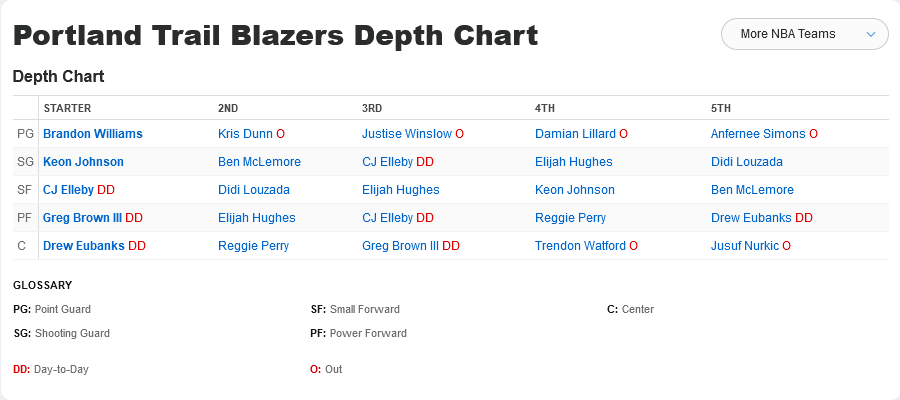 Portland Trail Blazers Depth Chart
More NBA Teams
Depth Chart
STARTER 2ND 3RD 4TH 5TH
PG Brandon Williams Kris Dunn O Justise Winslow O Damian Lillard O Anfernee Simons O
SG Keon Johnson Ben McLemore CJ Elleby DD Elijah Hughes Didi Louzada
SF CJ Elleby DD Didi Louzada Elijah Hughes Keon Johnson Ben McLemore
PF Greg Brown III DD Elijah Hughes CJ Elleby DD Reggie Perry Drew Eubanks DD
C Drew Eubanks DD Reggie Perry Greg Brown III DD Trendon Watford O Jusuf Nurkic O
GLOSSARY
PG: Point Guard SF: Small Forward C: Center
SG: Shooting Guard PF: Power Forward
DD: Day-to-Day O: Out